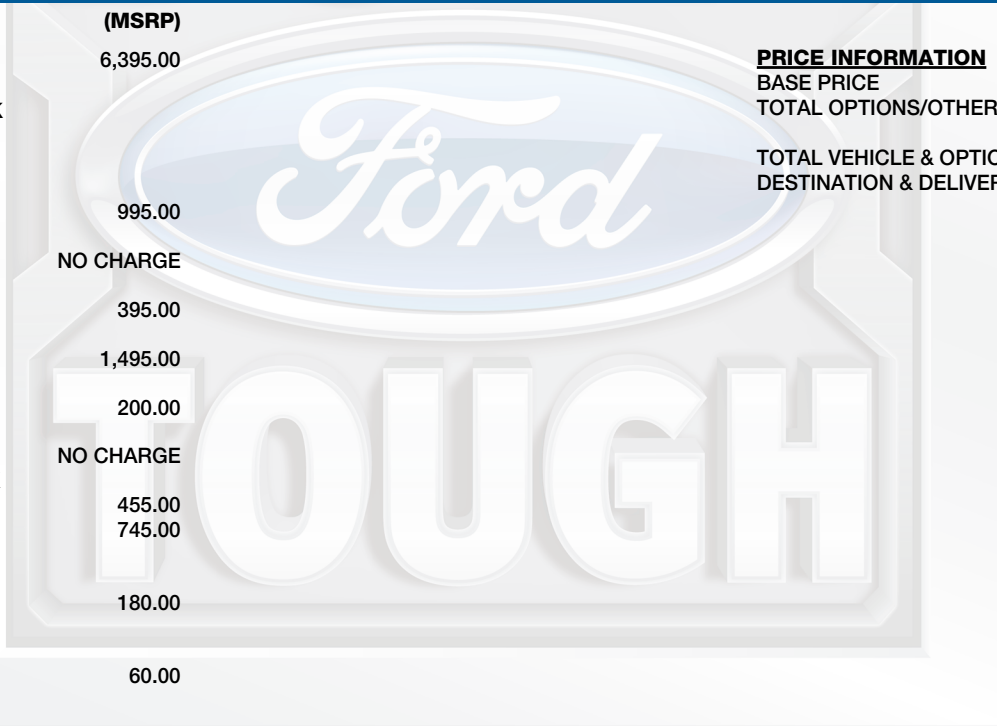 (MSRP)
6,395.00
995.00
NO CHARGE
395.00
1,495.00
200.00
NO CHARGE
455.00
745.00
180.00
60.00
PRICE INFORMATION
BASE PRICE
TOTAL OPTIONS/OTHER
TOTAL VEHICLE & OPTIO
DESTINATION & DELIVER
Ford
TOUGH